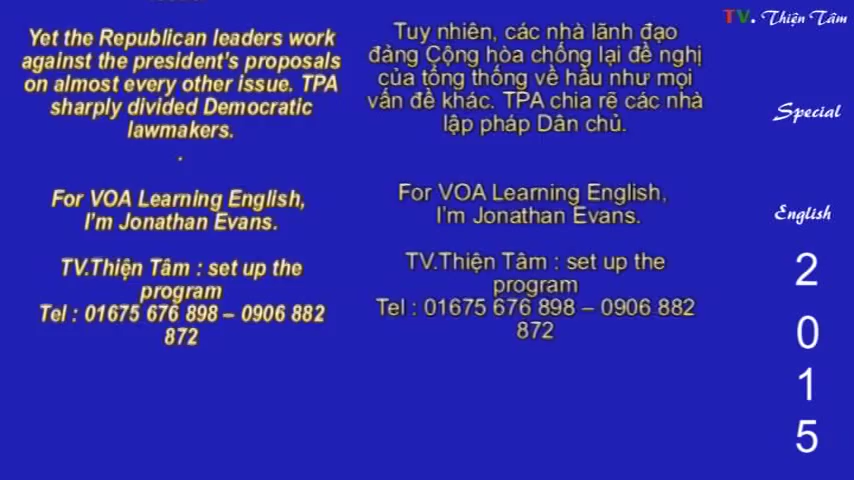 Yet the Republican leaders work
against the president's proposals
on almost every other issue. TPA
sharply divided Democratic
lawmakers.
.
For VOA Learning English,
I'm Jonathan Evans.
TV.Thiện Tâm : set up the
program
Tel : 01675 676 898 – 0906 882
872
Tuy nhiên, các nhà lãnh đạo
đảng Cộng hòa chống lại đề nghị
của tổng thống về hầu như mọi
vấn đề khác. TPA chia rẽ các nhà
lập pháp Dân chủ.
For VOA Learning English,
I'm Jonathan Evans.
TV.Thiện Tâm : set up the
program
Tel : 01675 676 898 – 0906 882
872
TV. Thiện Tâm
Special
English
2
0
1
5